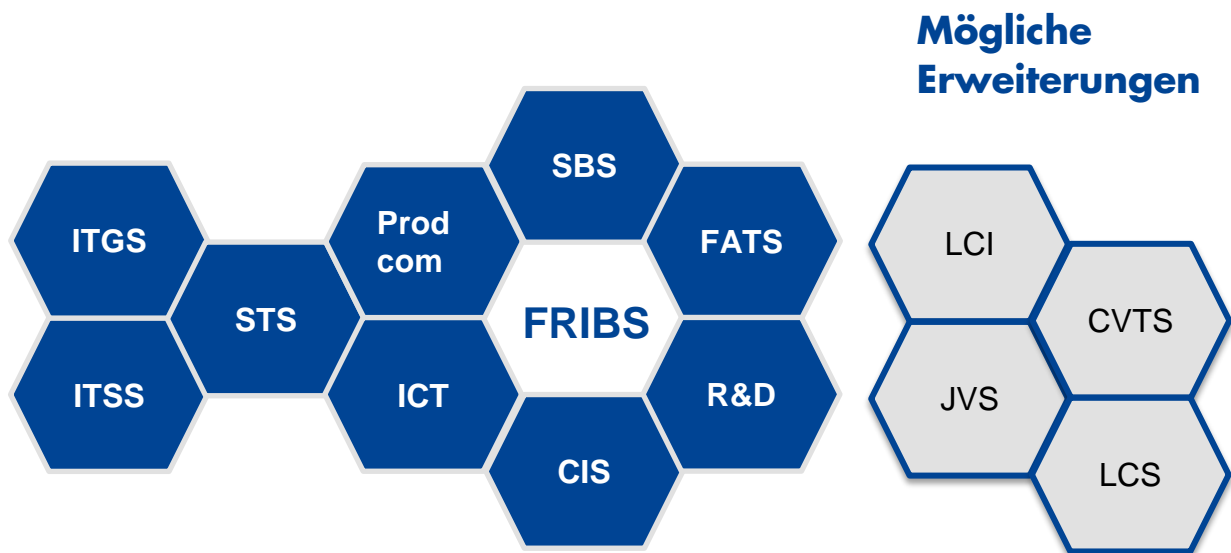 Mögliche
Erweiterungen
SBS
ITGS
Prod
com
FATS
LCI
STS
FRIBS
CVTS
ITSS
ICT
R&D
JVS
CIS
LCS